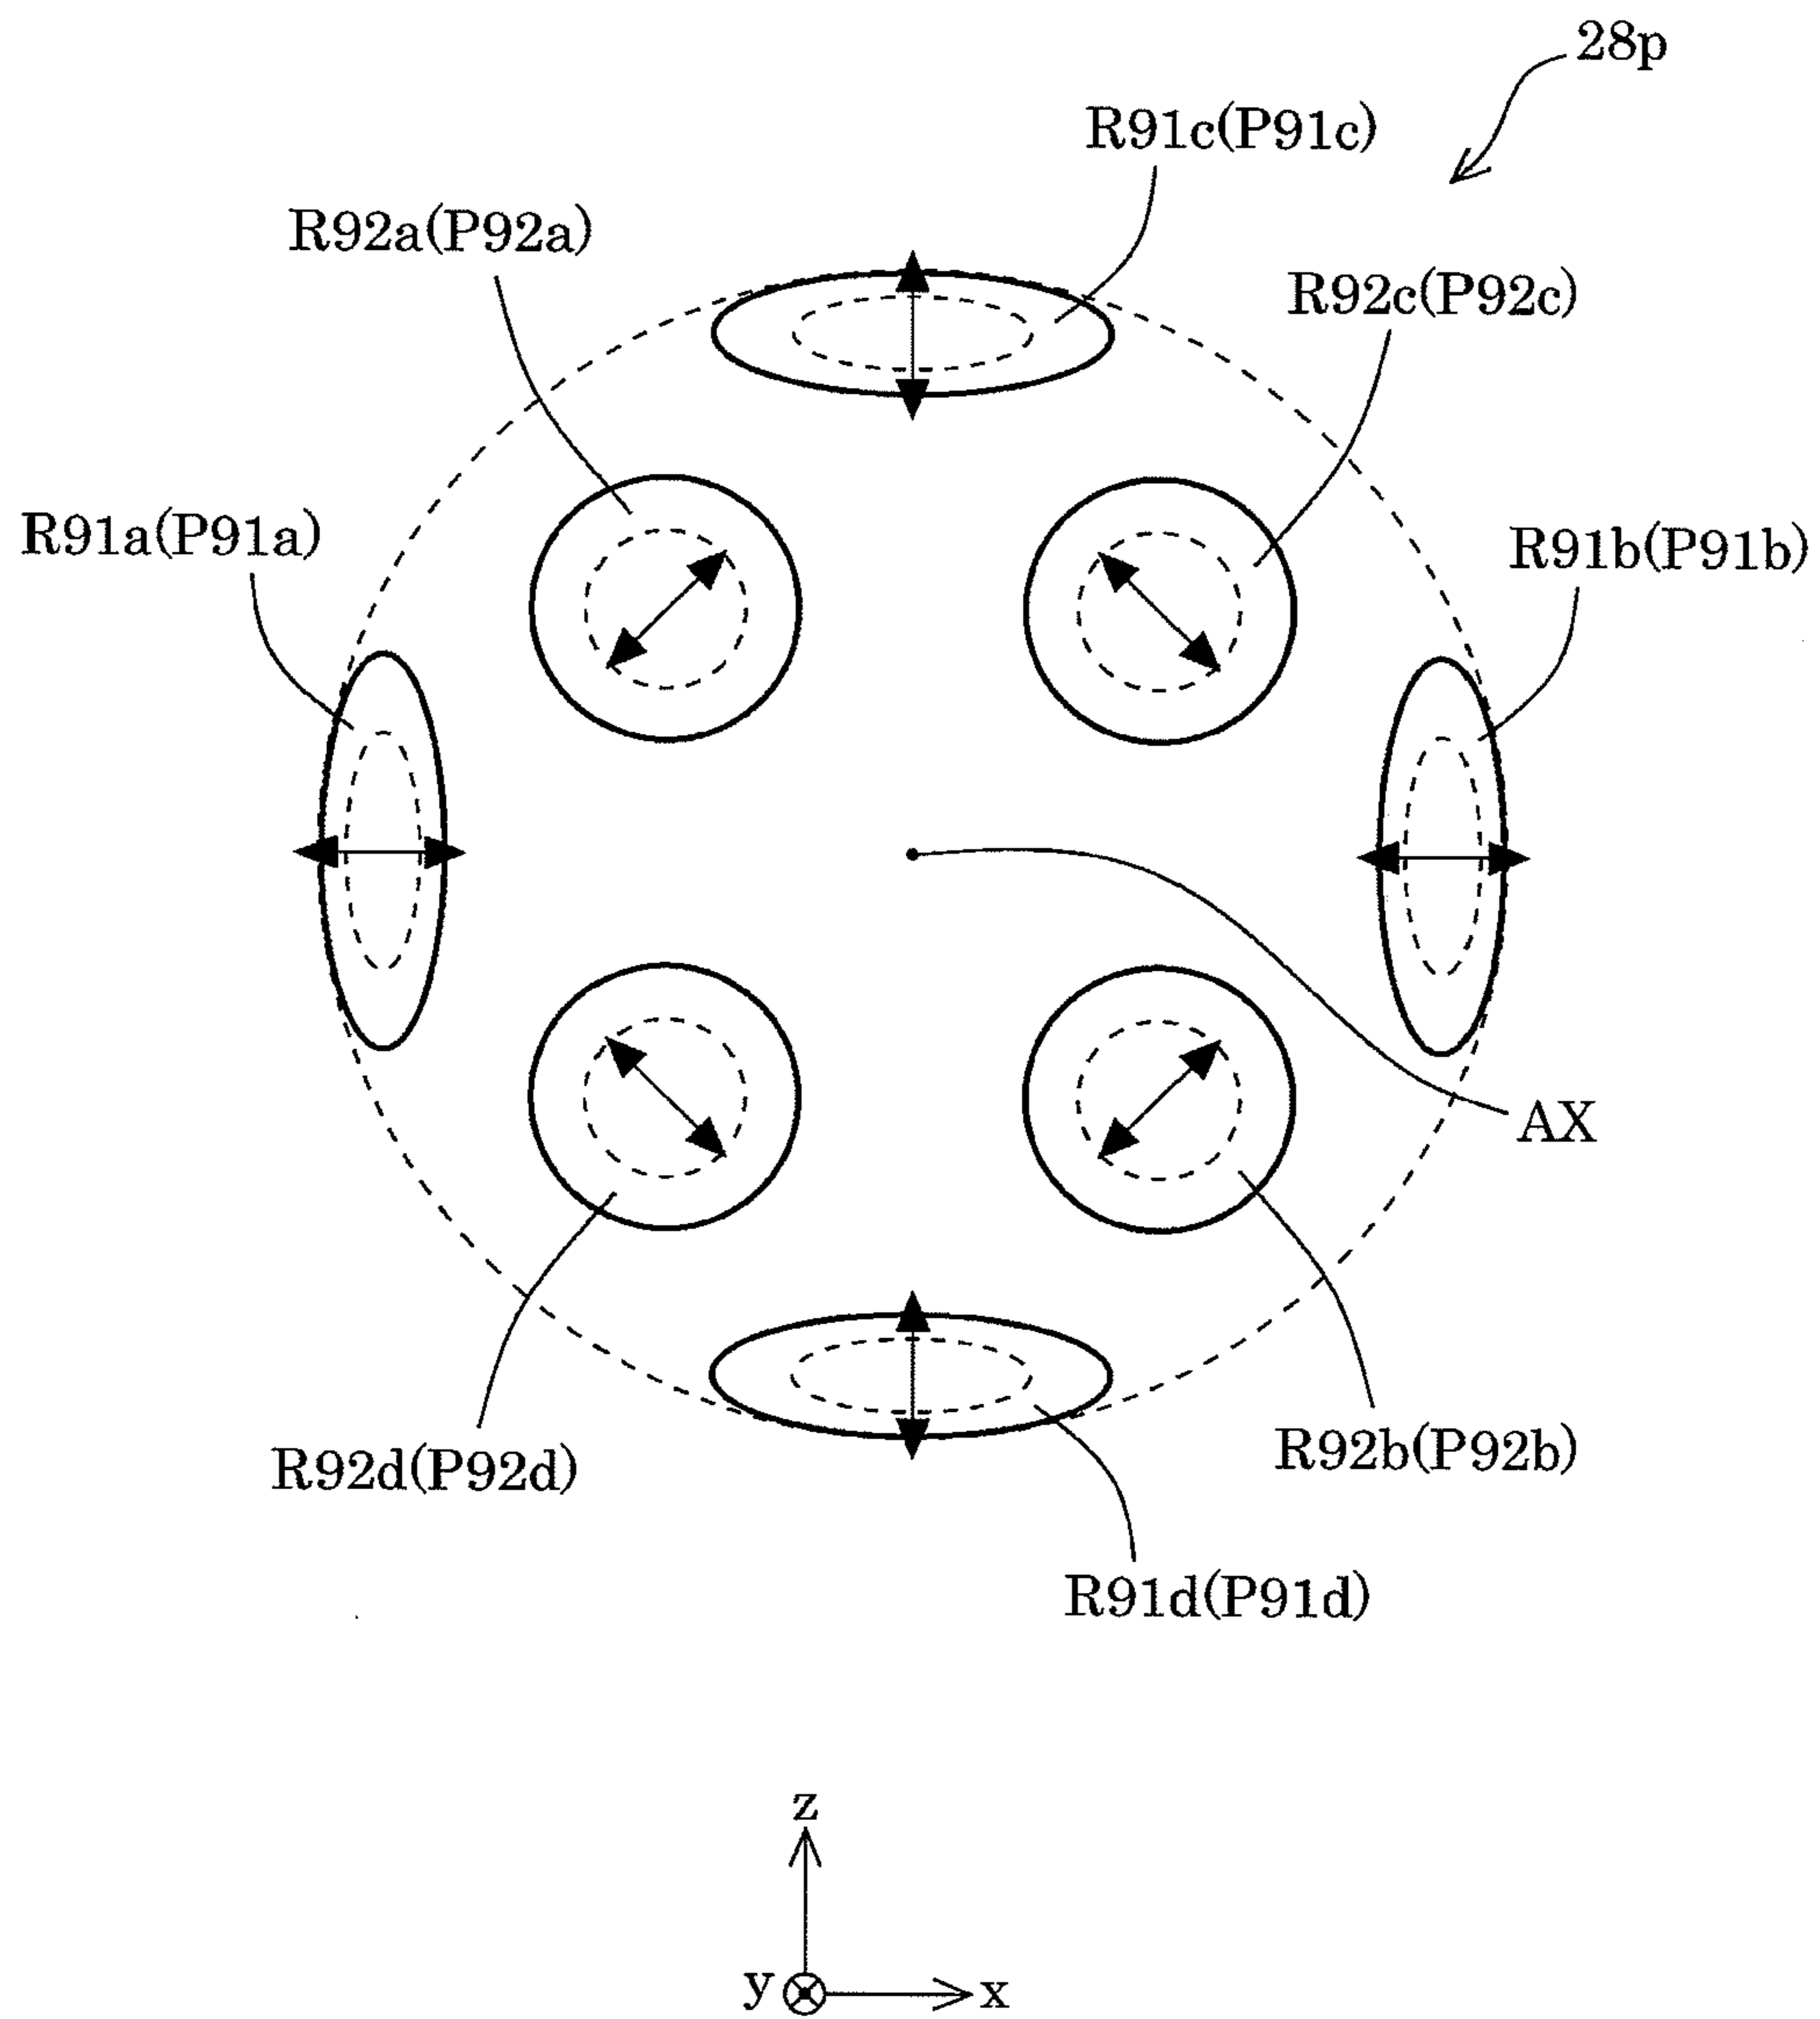 28p
R91c(P91c)
R92a(P92a)
R92c(P92c)
R91a(P91a)
R91b(P91b)
AX
R92d(P92d)
R92b(P92b)
R91d(P91d)
z
y
x